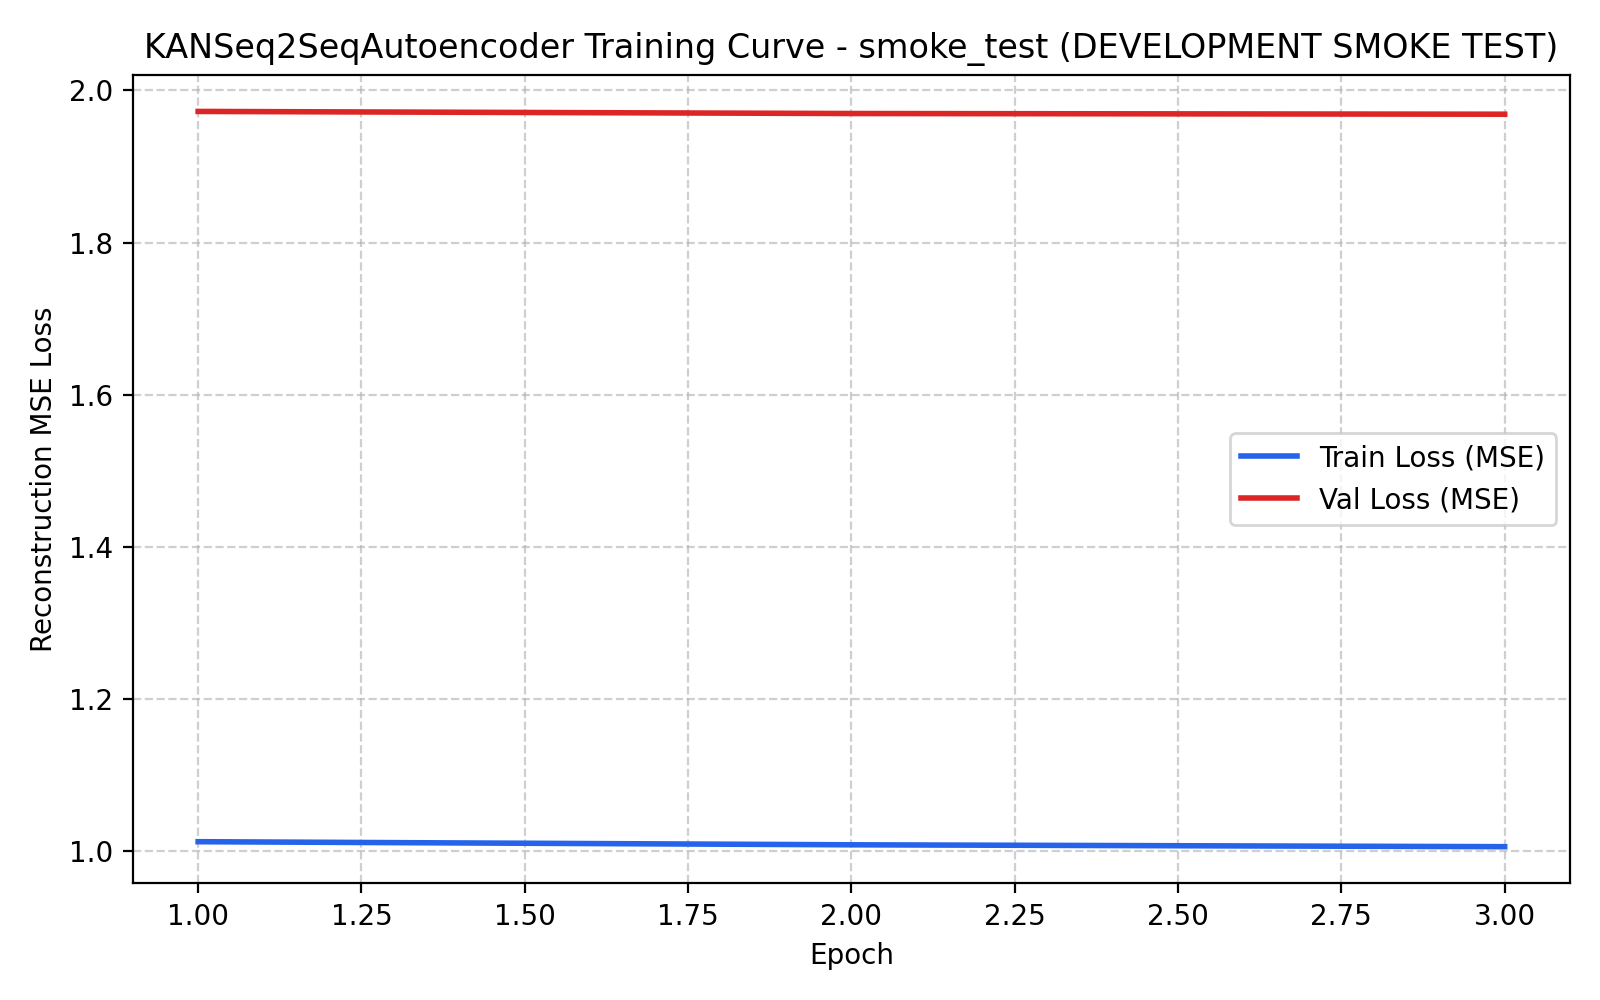 KANSeq2SeqAutoencoder Training Curve - smoke_test (DEVELOPMENT SMOKE TEST)
Reconstruction MSE Loss
2.0
1.8
1.6
1.4
1.2
1.0
Train Loss (MSE)
Val Loss (MSE)
1.00 1.25 1.50 1.75 2.00 2.25 2.50 2.75 3.00
Epoch